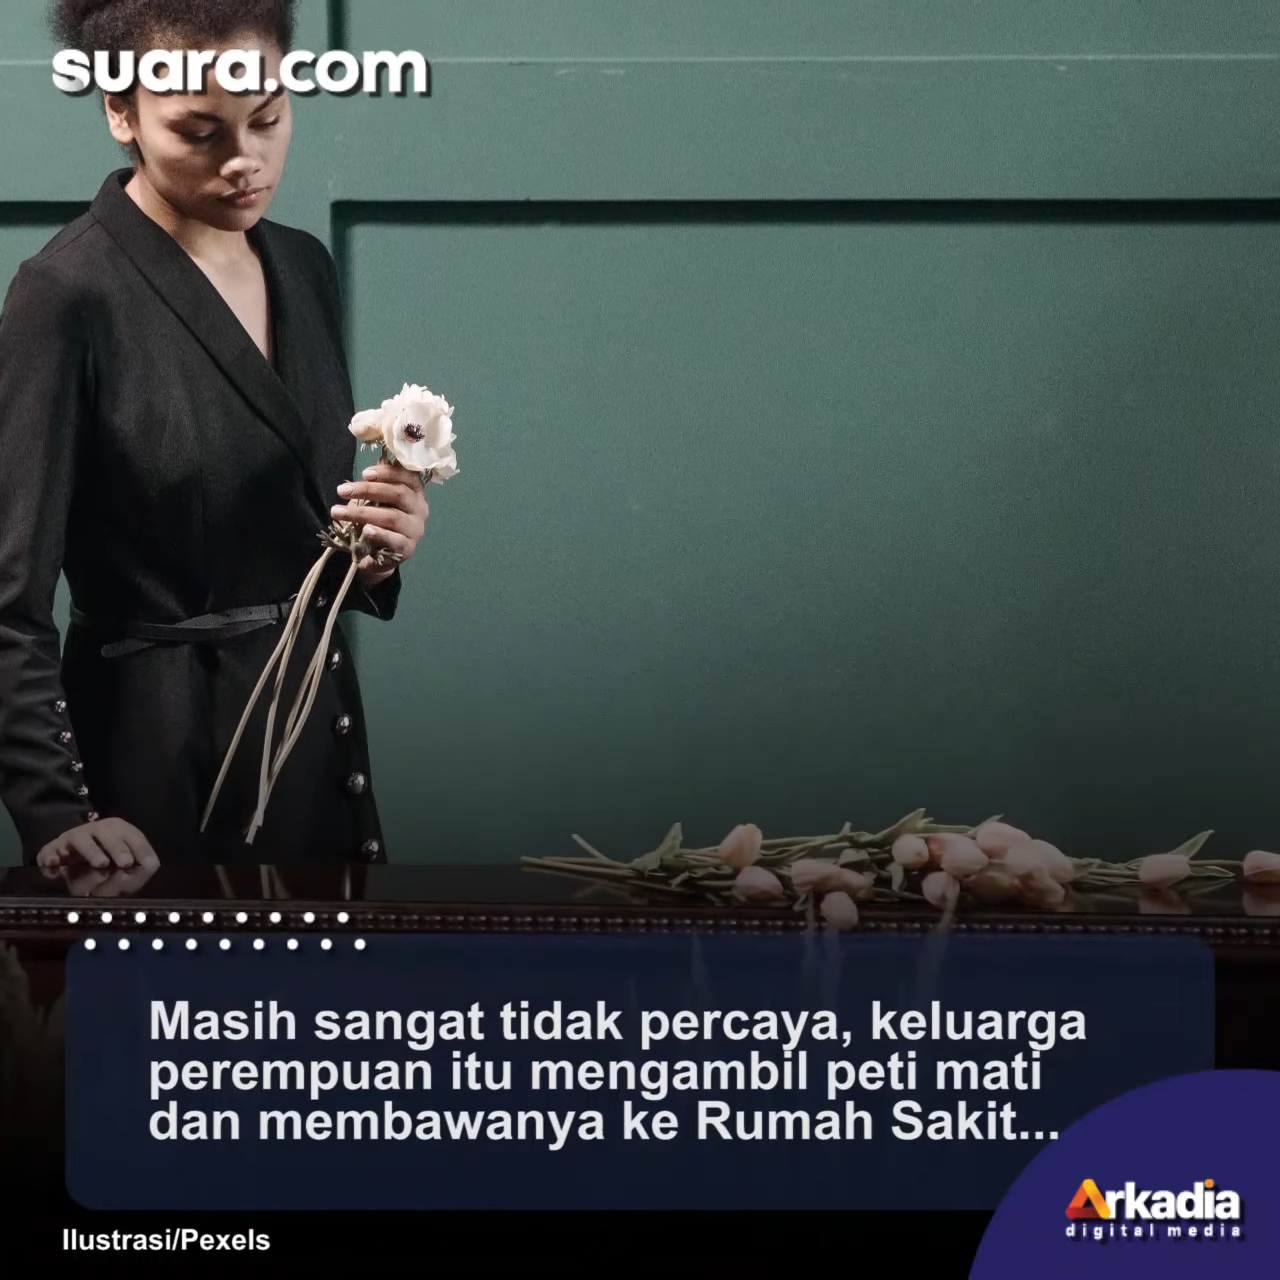 suara.com
Masih sangat tidak percaya, keluarga
perempuan itu mengambil peti mati
dan membawanya ke Rumah Sakit...
Arkadia
digital media
Ilustrasi/Pexels